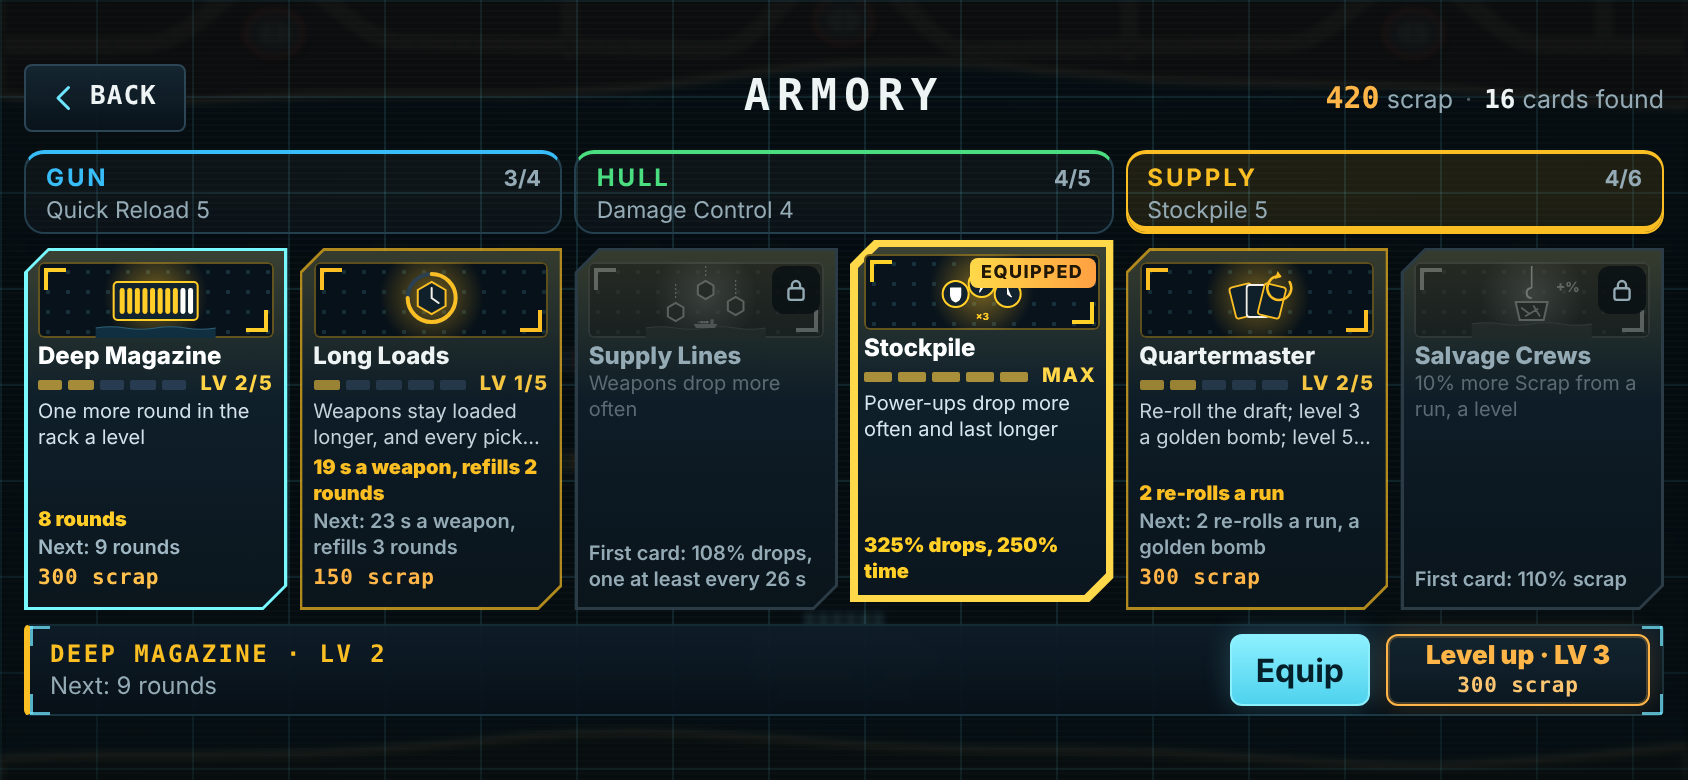 BACK
ARMORY
420 scrap · 16 cards found
GUN 3/4
Quick Reload 5
HULL 4/5
Damage Control 4
SUPPLY 4/6
Stockpile 5
Deep Magazine
LV 2/5
One more round in the
rack a level
8 rounds
Next: 9 rounds
300 scrap
Long Loads
LV 1/5
Weapons stay loaded
longer, and every pick...
19 s a weapon, refills 2
rounds
Next: 23 s a weapon,
refills 3 rounds
150 scrap
Supply Lines
Weapons drop more
often
First card: 108% drops,
one at least every 26 s
EQUIPPED
×3
Stockpile
MAX
Power-ups drop more
often and last longer
325% drops, 250%
time
Quartermaster
LV 2/5
Re-roll the draft; level 3
a golden bomb; level 5...
2 re-rolls a run
Next: 2 re-rolls a run, a
golden bomb
300 scrap
+%
Salvage Crews
10% more Scrap from a
run, a level
First card: 110% scrap
DEEP MAGAZINE · LV 2
Next: 9 rounds
Equip
Level up · LV 3
300 scrap